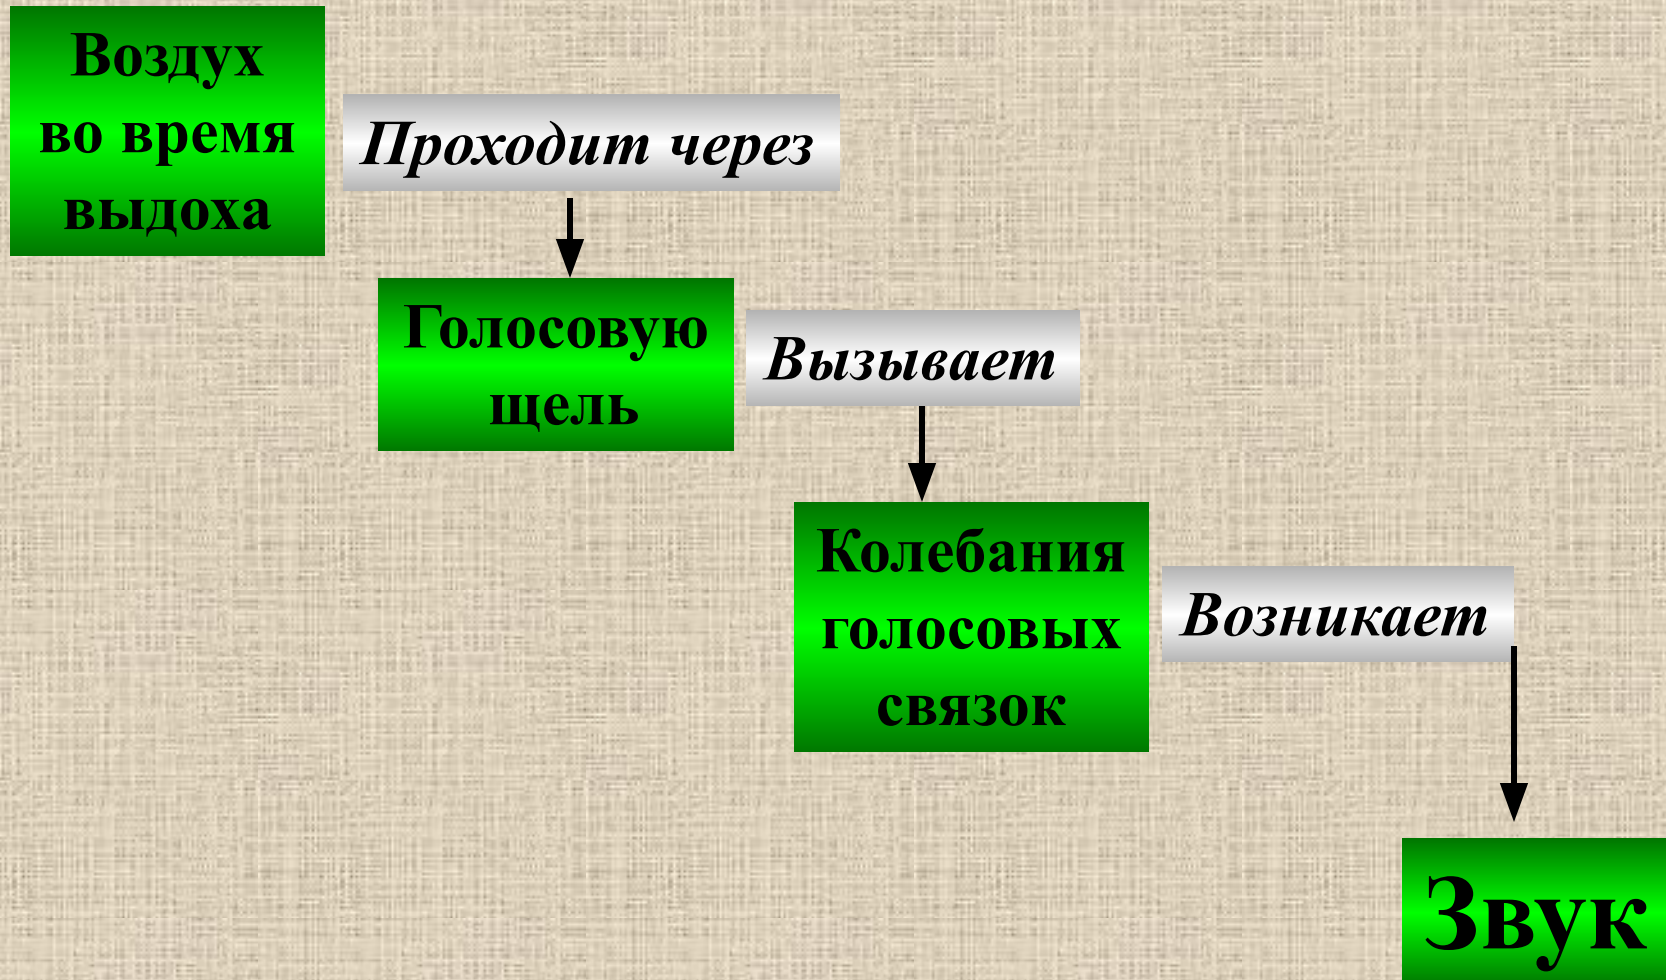 Воздух
во время
выдоха
Проходит через
Голосовую
щель
Вызывает
Колебания
голосовых
связок
Возникает
Звук